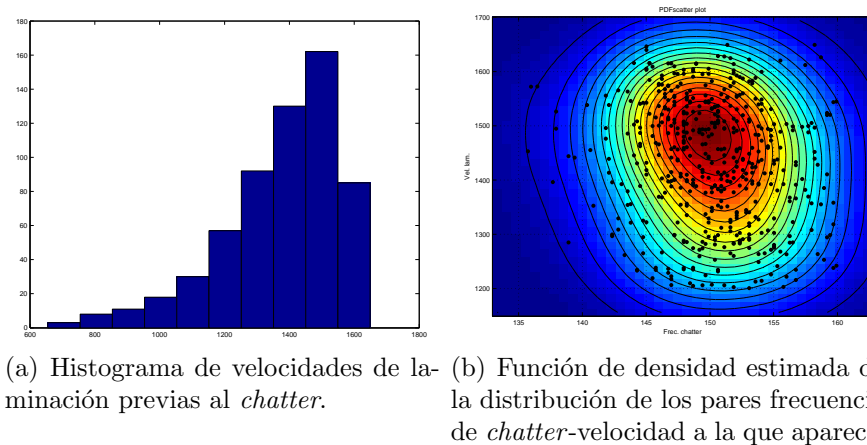 180
160
140
120
100
80
60
40
20
0
600 800 1000 1200 1400 1600 1800
PDFscatter plot
1700
1600
1500
1400
1300
1200
Vel. lam.
135 140 145 150 155 160
Frec. chatter
(a) Histograma de velocidades de la-
minación previas al chatter.
(b) Función de densidad estimada
la distribución de los pares frecuenci
de chatter-velocidad a la que aparec